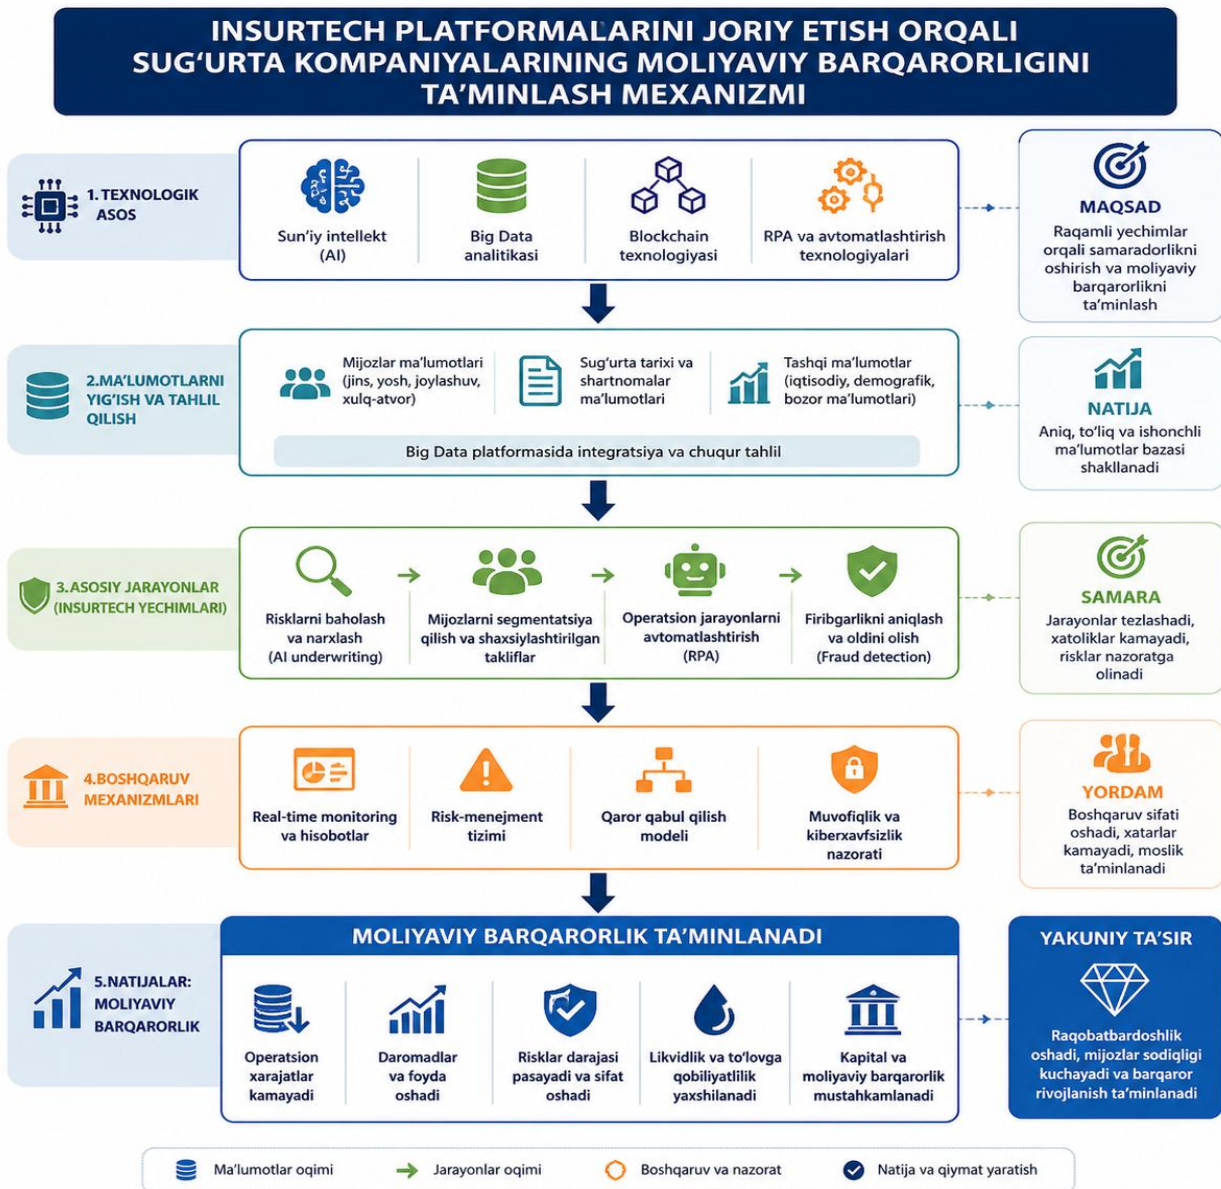 INSURTECH PLATFORMALARINI JORIY ETISH ORQALI
SUG‘URTA KOMPANIYALARINING MOLIYAVIY BARQARORLIGINI
TA’MINLASH MEXANIZMI
1. TEXNOLOGIK
ASOS
Sun’iy intellekt
(AI)
Big Data
analitikasi
Blockchain
texnologiyasi
RPA va avtomatlashtirish
texnologiyalari
MAQSAD
Raqamli yechimlar
orqali samaradorlikni
oshirish va moliyaviy
barqarorlikni
ta’minlash
2.MA’LUMOTLARNI
YIG‘ISH VA TAHLIL
QILISH
Mijozlar ma’lumotlari
(jins, yosh, joylashuv,
xulq-atvor)
Sug‘urta tarixi va
shartnomalar
ma’lumotlari
Tashqi ma’lumotlar
(iqtisodiy, demografik,
bozor ma’lumotlari)
Big Data platformasida integratsiya va chuqur tahlil
NATIJA
Aniq, to‘liq va ishonchli
ma’lumotlar bazasi
shakllanadi
3.ASOSIY JARAYONLAR
(INSURTECH YECHIMLARI)
Risklarni baholash
va narxlash
(AI underwriting)
Mijozlarni segmentatsiya
qilish va shaxsiylashtirilgan
takliflar
Operatsion jarayonlarni
avtomatlashtirish
(RPA)
Firibgarlikni aniqlash
va oldini olish
(Fraud detection)
SAMARA
Jarayonlar tezlashadi,
xatoliklar kamayadi,
risklar nazoratga
olinadi
4.BOSHQARUV
MEXANIZMLARI
Real-time monitoring
va hisobotlar
Risk-menejment
tizimi
Qaror qabul qilish
modeli
Muvofiqlik va
kiberxavfsizlik
nazorati
YORDAM
Boshqaruv sifati
oshadi, xatarlar
kamayadi, moslik
ta’minlanadi
5.NATIJALAR:
MOLIYAVIY
BARQARORLIK
MOLIYAVIY BARQARORLIK TA’MINLANADI
Operatsion
xarajatlar
kamayadi
Daromadlar
va foyda
oshadi
Risklar darajasi
pasayadi va sifat
oshadi
Likvidlik va to‘lovga
qobiliyatlilik
yaxshilanadi
Kapital va
moliyaviy barqarorlik
mustahkamlanadi
YAKUNIY TA’SIR
Raqobatbardoshlik
oshadi, mijozlar sodiqligi
kuchayadi va barqaror
rivojlanish ta’minlanadi
Ma’lumotlar oqimi
Jarayonlar oqimi
Boshqaruv va nazorat
Natija va qiymat yaratish